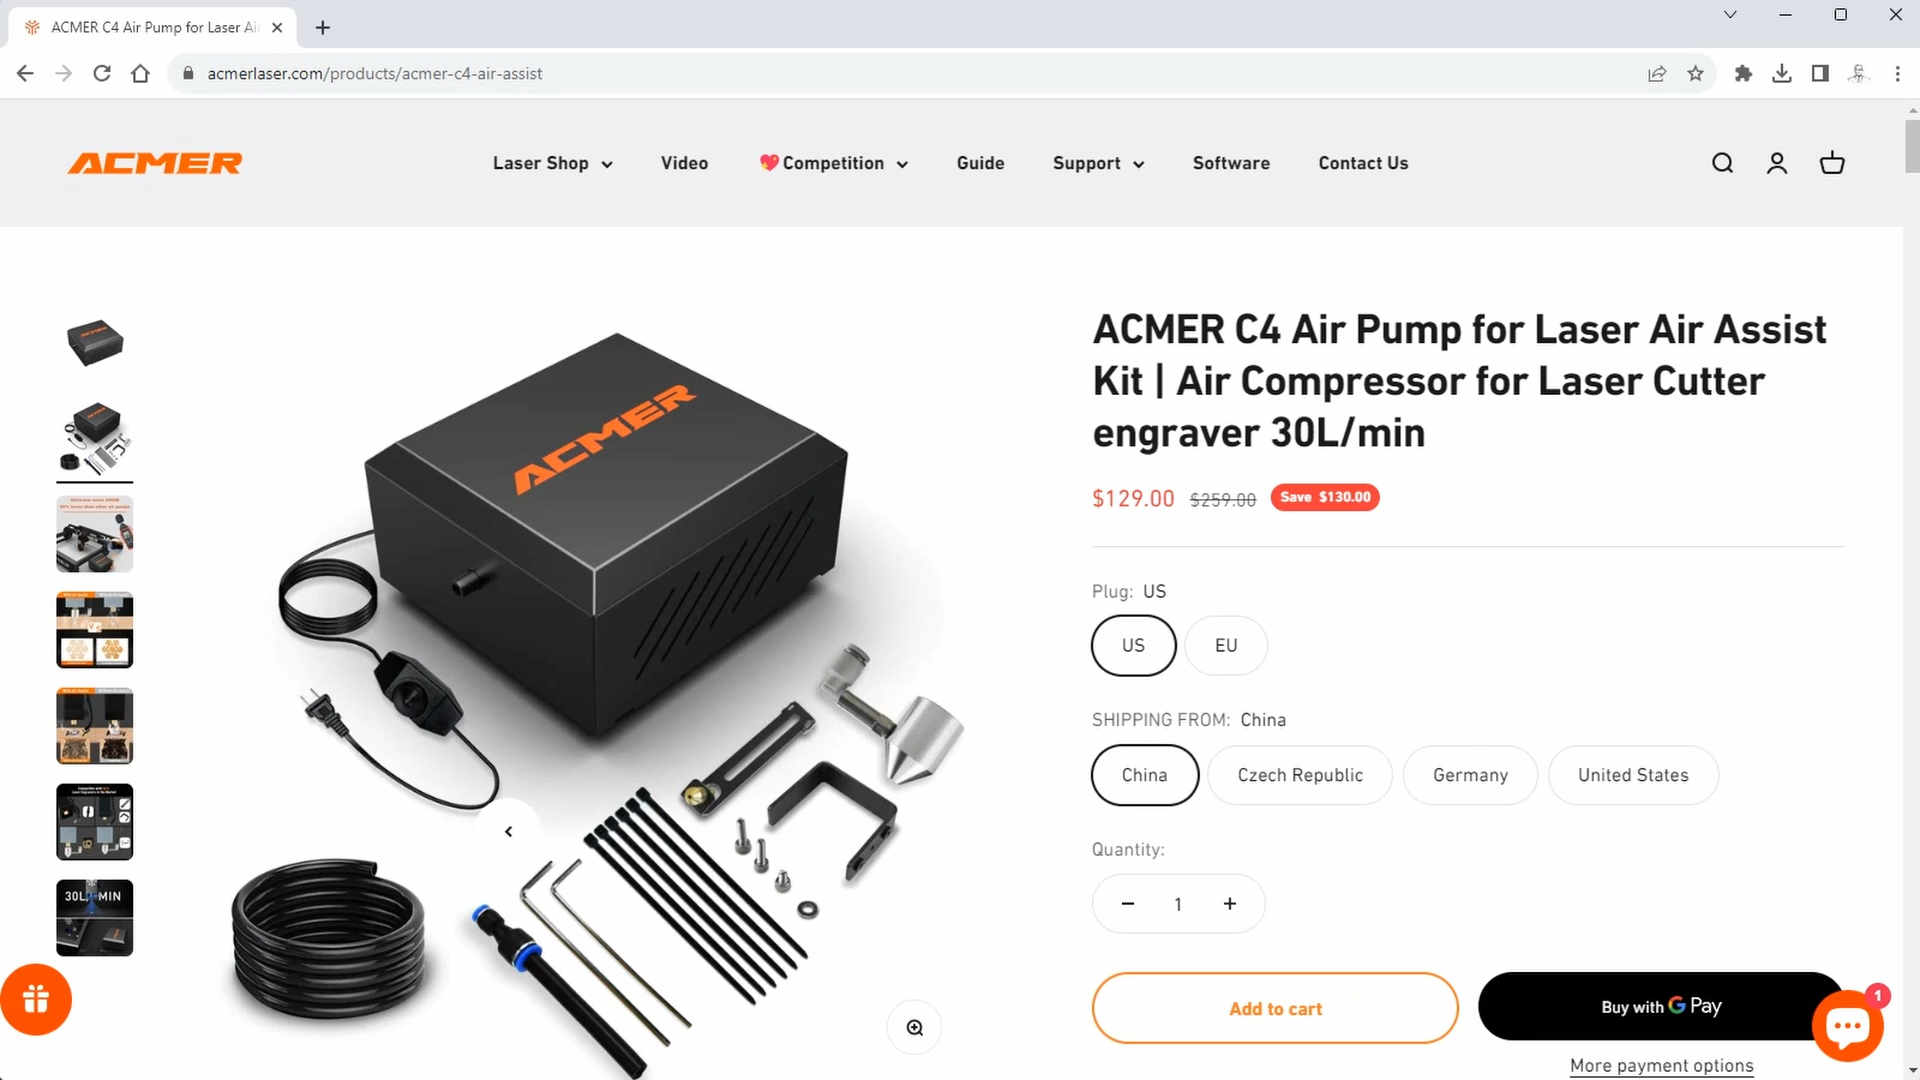 ACMER C4 Air Pump for Laser Ai
acmerlaser.com/products/acmer-c4-air-assist
ACMER
Laser Shop
Video
Competition
Guide
Support
Software
Contact Us
ACMER
ACMER C4 Air Pump for Laser Air Assist
Kit | Air Compressor for Laser Cutter
engraver 30L/min
$129.00 $259.00 Save $130.00
Plug: US
US
EU
SHIPPING FROM: China
China
Czech Republic
Germany
United States
Quantity:
1
30L/MIN
Add to cart
Buy with G Pay
1
More payment options